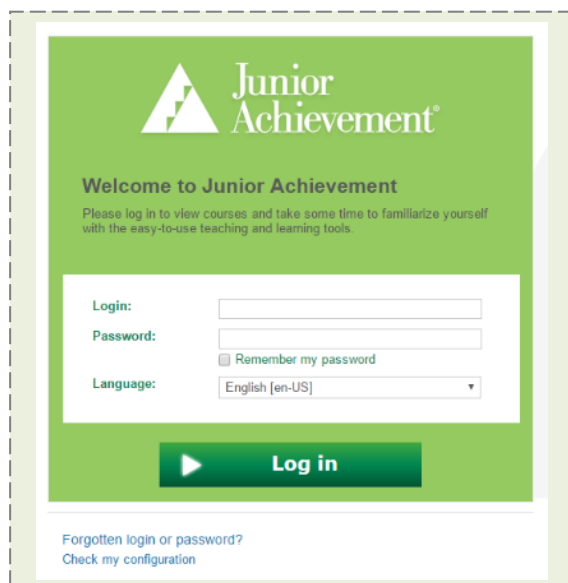 Junior
Achievement®
Welcome to Junior Achievement
Please log in to view courses and take some time to familiarize yourself
with the easy-to-use teaching and learning tools.
Login:
Password:
Remember my password
Language: English [en-US]
Log in
Forgotten login or password?
Check my configuration